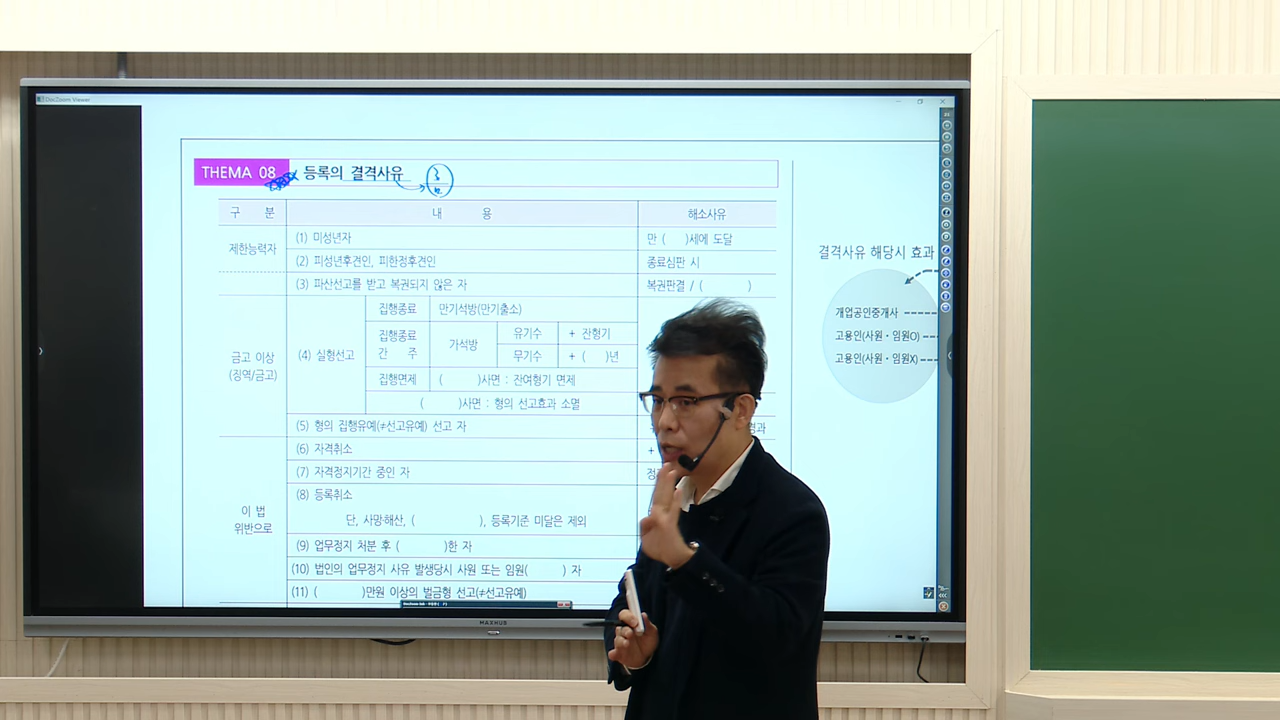 DocZoom Viewer
THEMA 08 등록의 결격사유
구 분 내 용 해소사유
제한능력자 (1) 미성년자 만 ( )세에 도달
(2) 피성년후견인, 피한정후견인 종료심판 시
(3) 파산선고를 받고 복권되지 않은 자 복권판결 / ( )
금고 이상
(징역/금고)
(4) 실형선고
집행종료 만기석방(만기출소)
집행종료
간 주
가석방
유기수 + 잔형기
무기수 + ( )년
집행면제 ( )사면 : 잔여형기 면제
( )사면 : 형의 선고효과 소멸
(5) 형의 집행유예(≠선고유예) 선고 자 경과
이 법
위반으로
(6) 자격취소 +
(7) 자격정지기간 중인 자 정
(8) 등록취소
단, 사망해산, ( ), 등록기준 미달은 제외
(9) 업무정지 처분 후 ( )한 자
(10) 법인의 업무정지 사유 발생당시 사원 또는 임원( ) 자
(11) ( )만원 이상의 벌금형 선고(≠선고유예)
결격사유 해당시 효과
개업공인중개사
고용인(사원·임원O)
고용인(사원·임원X)
MAXHUB